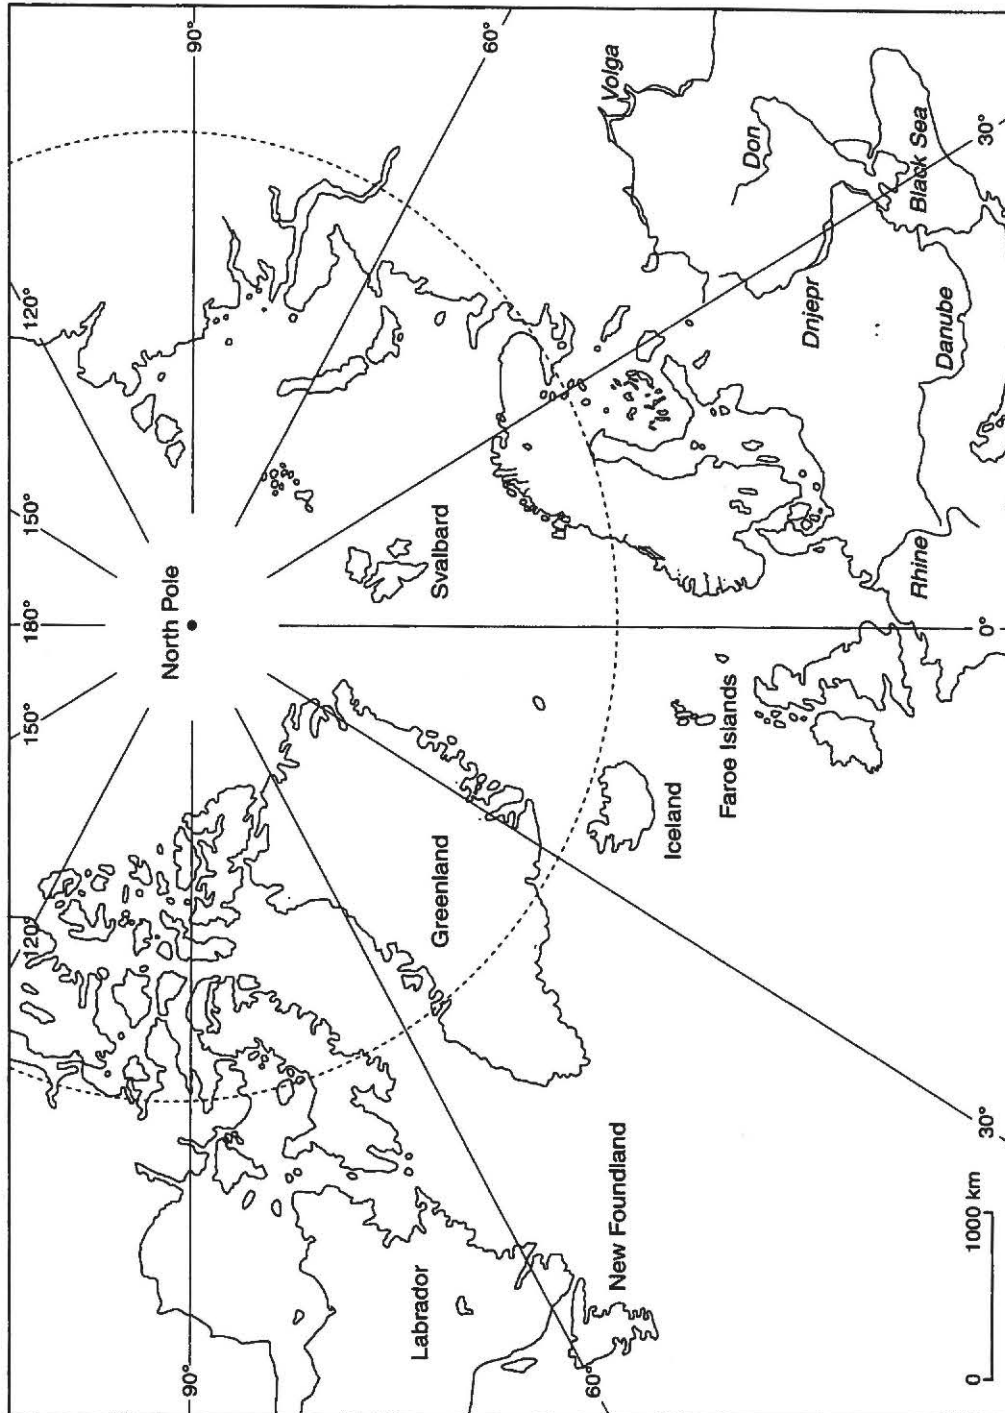 90°
120°
150°
180°
150°
120°
90°
North Pole
60°
Svalbard
Greenland
Labrador
Volga
Don
Black Sea
30°
Dnjepr
Danube
Rhine
0°
Faroe Islands
Iceland
New Foundland
60°
30°
0 1000 km